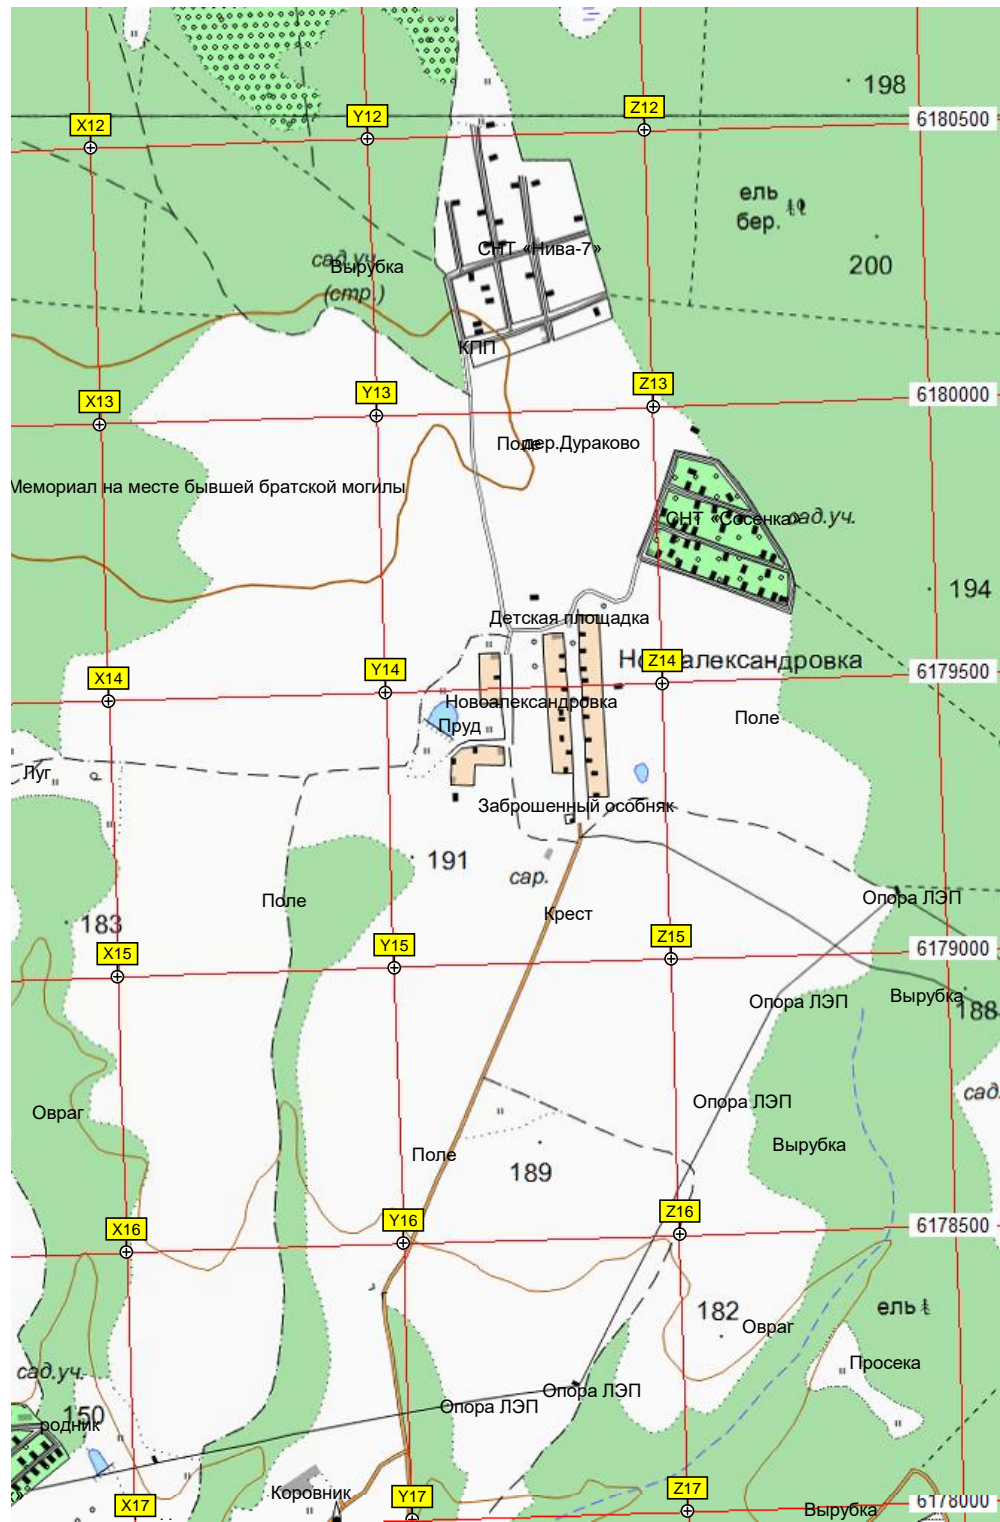 198
X12
Y12
Z12
6180500
ель
бер.
СНТ «Нива-7»
сад.уч.
Вырубка
(стр.)
200
КПП
X13
Y13
Z13
6180000
Поле
дер.Дураково
Мемориал на месте бывшей братской могилы
СНТ «Сосенка»
сад.уч.
194
Детская площадка
Новоалександровка
X14
Y14
Z14
6179500
Новоалександровка
Пруд
Поле
Луг
Заброшенный особняк
191
сар.
Поле
Крест
Опора ЛЭП
183
X15
Y15
Z15
6179000
Опора ЛЭП
Вырубка
188
Овраг
Опора ЛЭП
сад.
Вырубка
Поле
189
X16
Y16
Z16
6178500
182
Овраг
ель
Просека
сад.уч.
150
родник
Опора ЛЭП
Опора ЛЭП
Коровник
X17
Y17
Z17
6178000
Вырубка